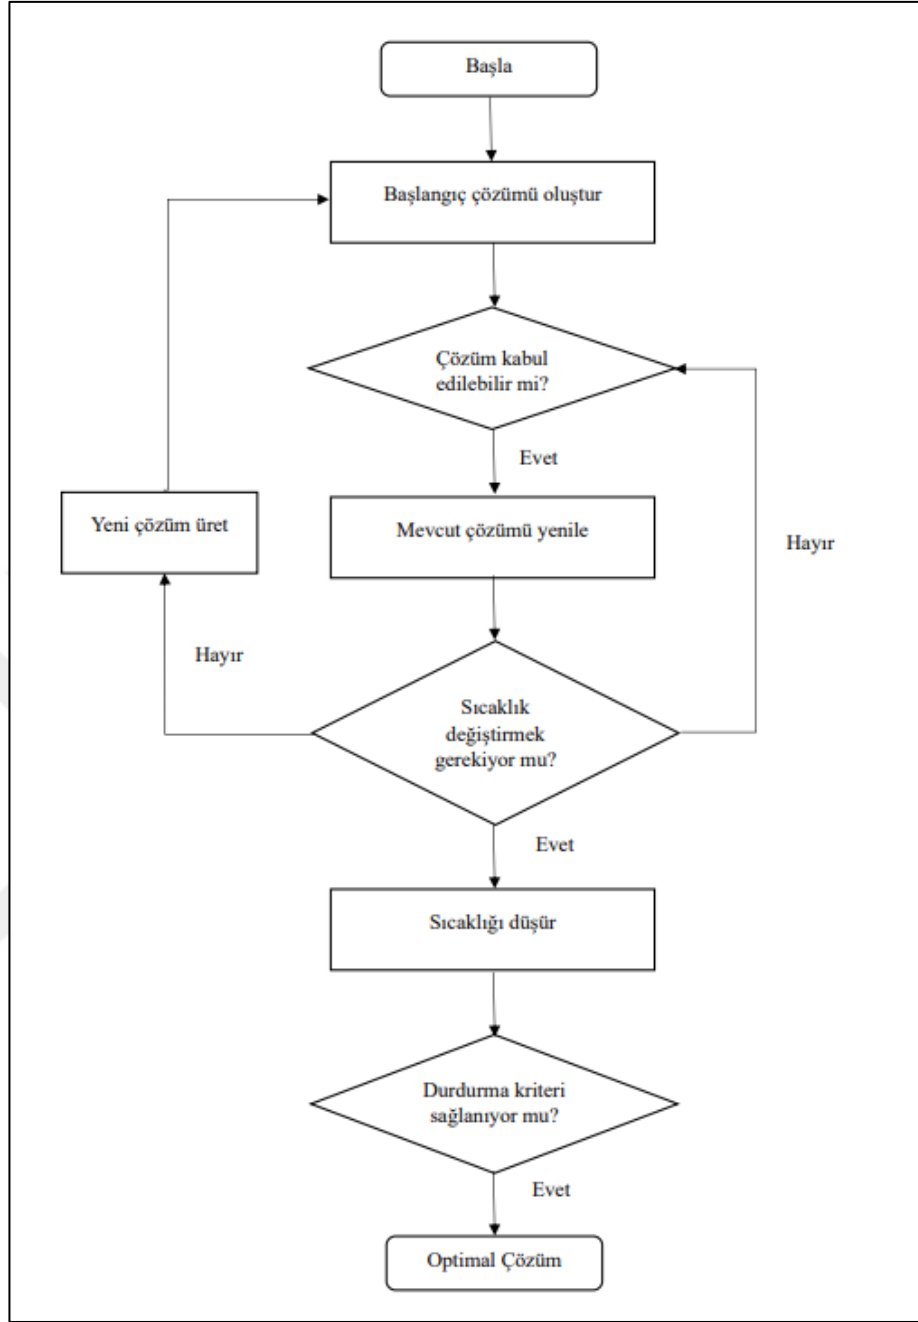 Başla
Başlangıç çözümü oluştur
Çözüm kabul
edilebilir mi?
Evet
Yeni çözüm üret
Mevcut çözümü yenile
Hayır
Hayır
Sıcaklık
değiştirmek
gerekiyor mu?
Evet
Sıcaklığı düşür
Durdurma kriteri
sağlanıyor mu?
Evet
Optimal Çözüm